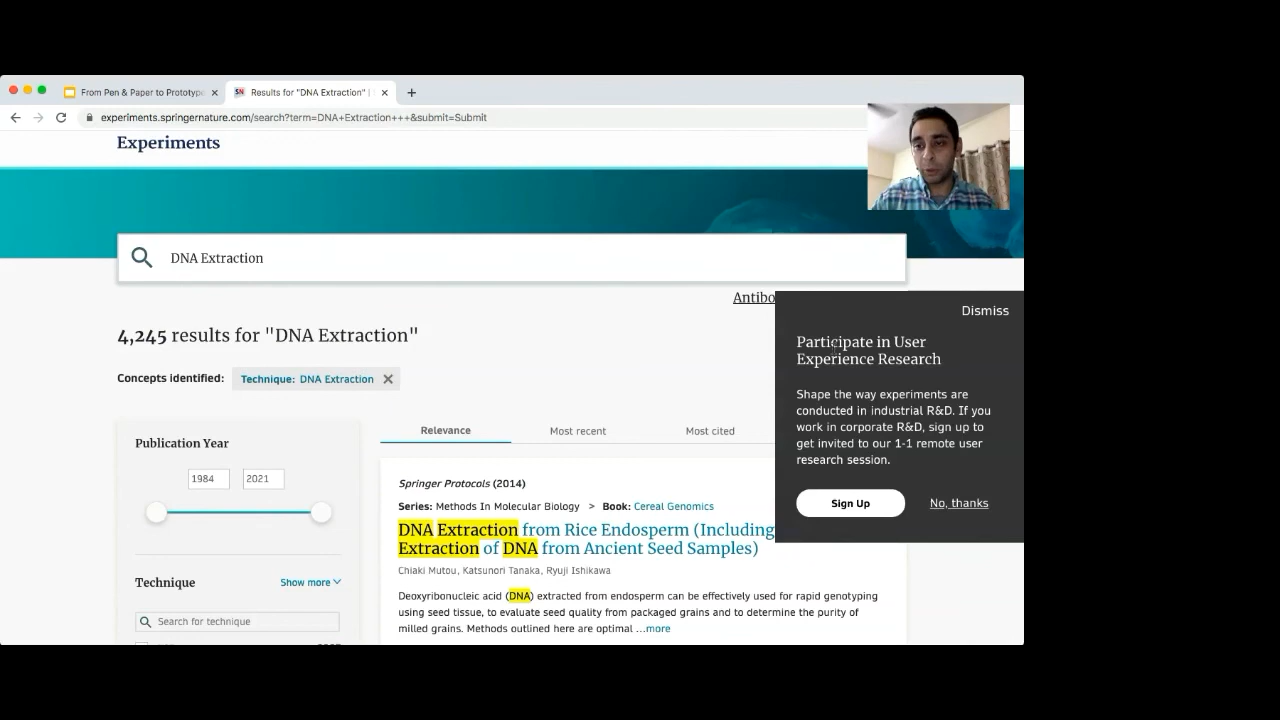 From Pen & Paper to Prototype
Results for "DNA Extraction" |
experiments.springernature.com/search?term=DNA+Extraction+++&submit=Submit
Experiments
DNA Extraction
Antibo
4,245 results for "DNA Extraction"
Concepts identified: Technique: DNA Extraction
Publication Year
1984 2021
Technique Show more
Search for technique
Relevance Most recent Most cited
Springer Protocols (2014)
Series: Methods In Molecular Biology > Book: Cereal Genomics
DNA Extraction from Rice Endosperm (Including
Extraction of DNA from Ancient Seed Samples)
Chiaki Mutou, Katsunori Tanaka, Ryuji Ishikawa
Deoxyribonucleic acid (DNA) extracted from endosperm can be effectively used for rapid genotyping
using seed tissue, to evaluate seed quality from packaged grains and to determine the purity of
milled grains. Methods outlined here are optimal ...more
Dismiss
Participate in User
Experience Research
Shape the way experiments are
conducted in industrial R&D. If you
work in corporate R&D, sign up to
get invited to our 1-1 remote user
research session.
Sign Up No, thanks